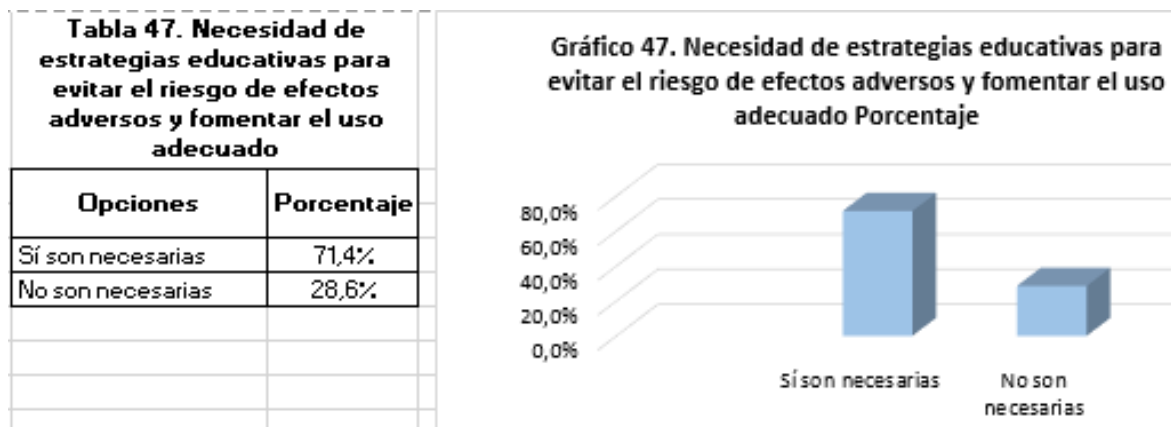 Tabla 47. Necesidad de
estrategias educativas para
evitar el riesgo de efectos
adversos y fomentar el uso
adecuado
Opciones Porcentaje
Sí son necesarias 71,4%
No son necesarias 28,6%
Gráfico 47. Necesidad de estrategias educativas para
evitar el riesgo de efectos adversos y fomentar el uso
adecuado Porcentaje
80,0%
60,0%
40,0%
20,0%
0,0%
Sí son necesarias
No son
necesarias